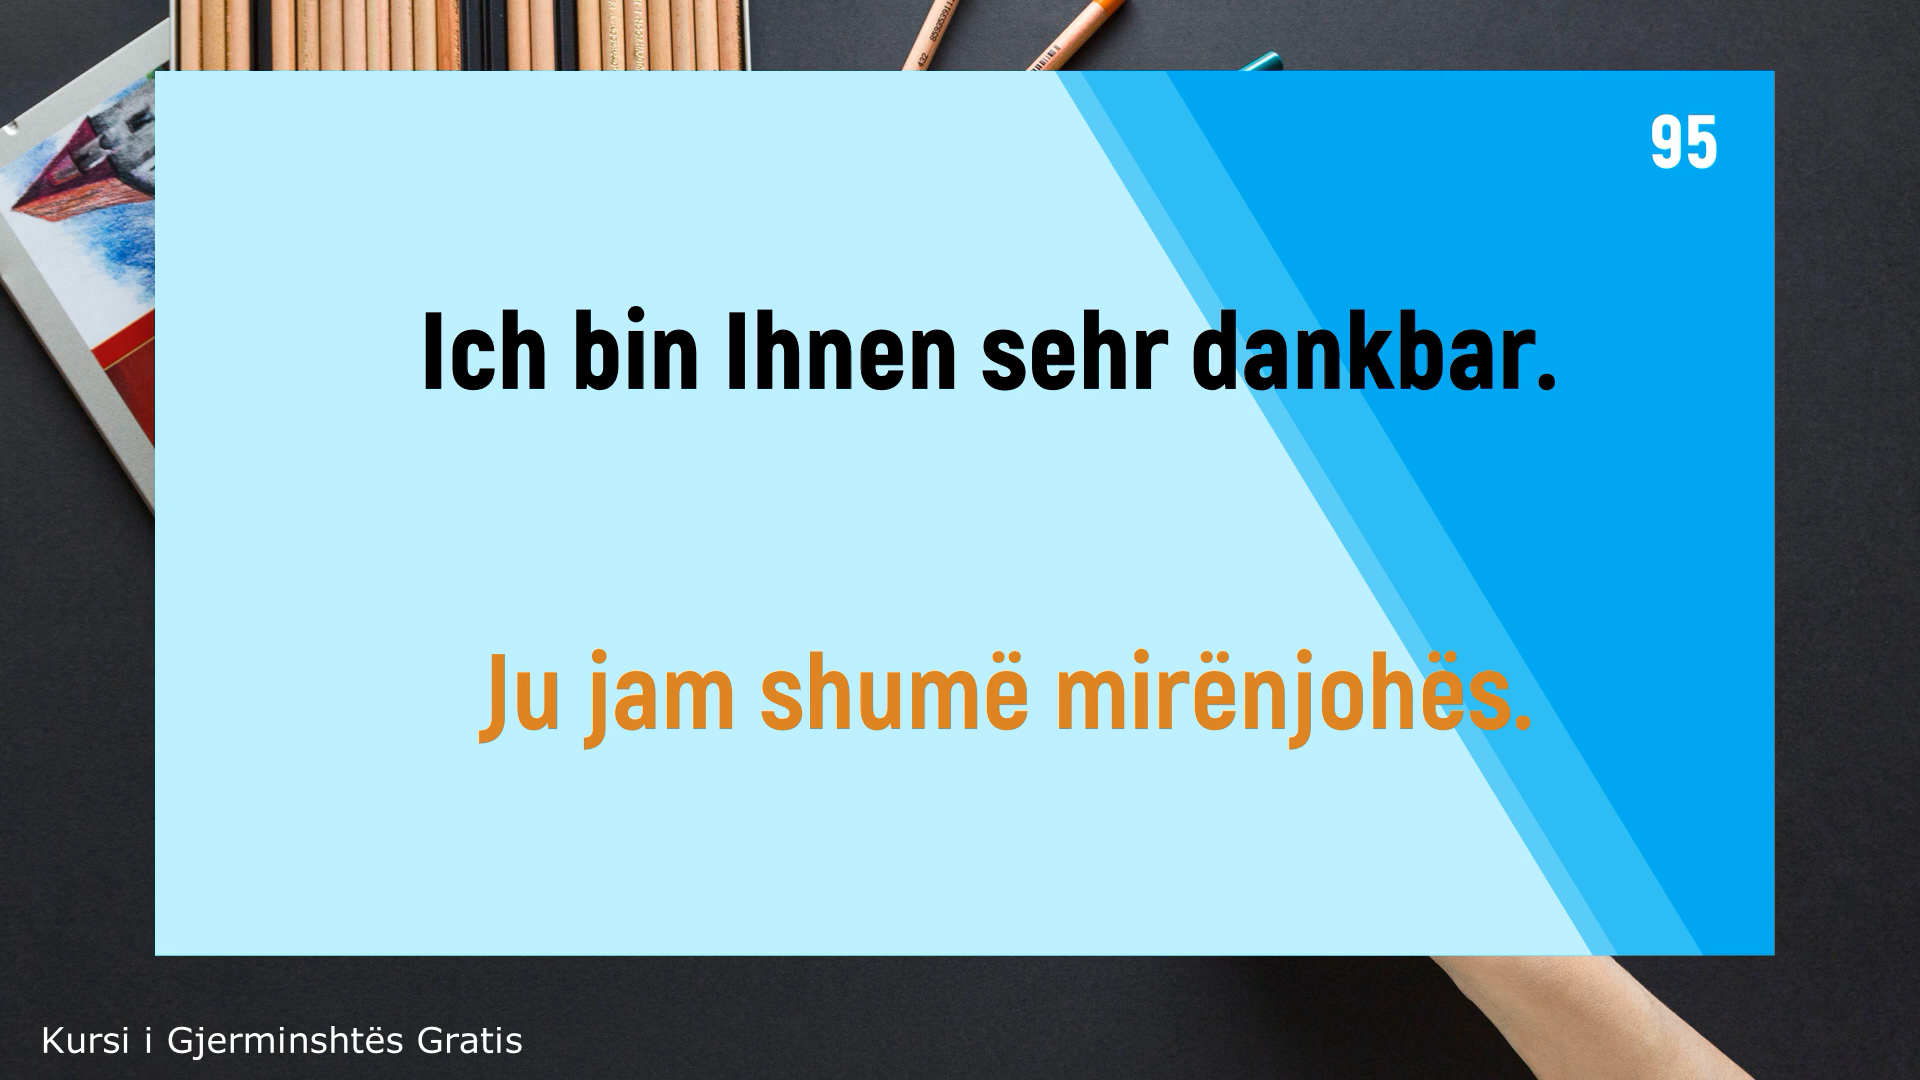 95
Ich bin Ihnen sehr dankbar.
Ju jam shumë mirënjohës.
Kursi i Gjerminshtës Gratis